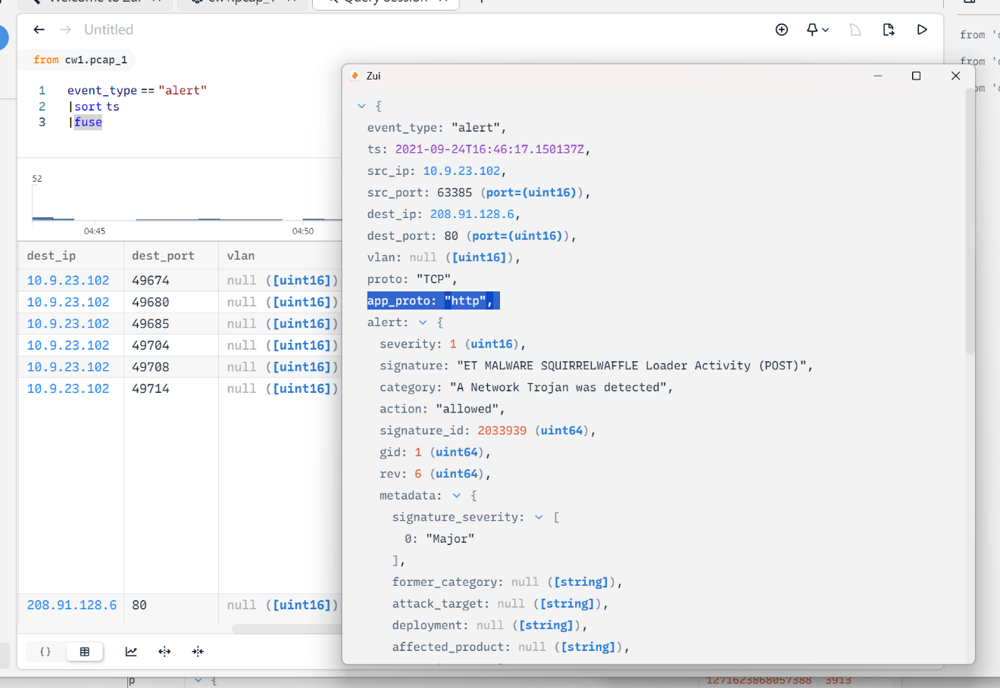 Welcome to Zui
Query Session
Untitled
from cw1.pcap_1
1 event_type == "alert"
2 |sort ts
3 |fuse
52
04:45
04:50
dest_ip dest_port vlan
10.9.23.102 49674 null ([uint16])
10.9.23.102 49680 null ([uint16])
10.9.23.102 49685 null ([uint16])
10.9.23.102 49704 null ([uint16])
10.9.23.102 49708 null ([uint16])
10.9.23.102 49714 null ([uint16])
208.91.128.6 80 null ([uint16])
{}
Zui
{
event_type: "alert",
ts: 2021-09-24T16:46:17.150137Z,
src_ip: 10.9.23.102,
src_port: 63385 (port=(uint16)),
dest_ip: 208.91.128.6,
dest_port: 80 (port=(uint16)),
vlan: null ([uint16]),
proto: "TCP",
app_proto: "http",
alert: {
severity: 1 (uint16),
signature: "ET MALWARE SQUIRRELWAFFLE Loader Activity (POST)",
category: "A Network Trojan was detected",
action: "allowed",
signature_id: 2033939 (uint64),
gid: 1 (uint64),
rev: 6 (uint64),
metadata: {
signature_severity: [
0: "Major"
],
former_category: null ([string]),
attack_target: null ([string]),
deployment: null ([string]),
affected_product: null ([string]),
from '
from '
om '
p { 1271623868057388 3913